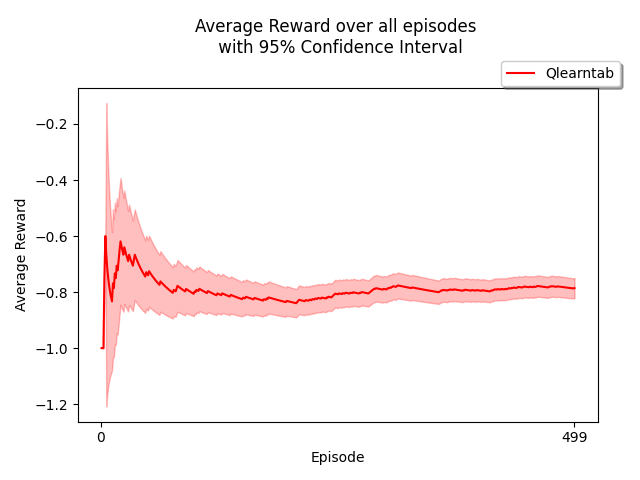 Average Reward over all episodes
with 95% Confidence Interval
Qlearntab
Average Reward
−0.2
−0.4
−0.6
−0.8
−1.0
−1.2
0
499
Episode